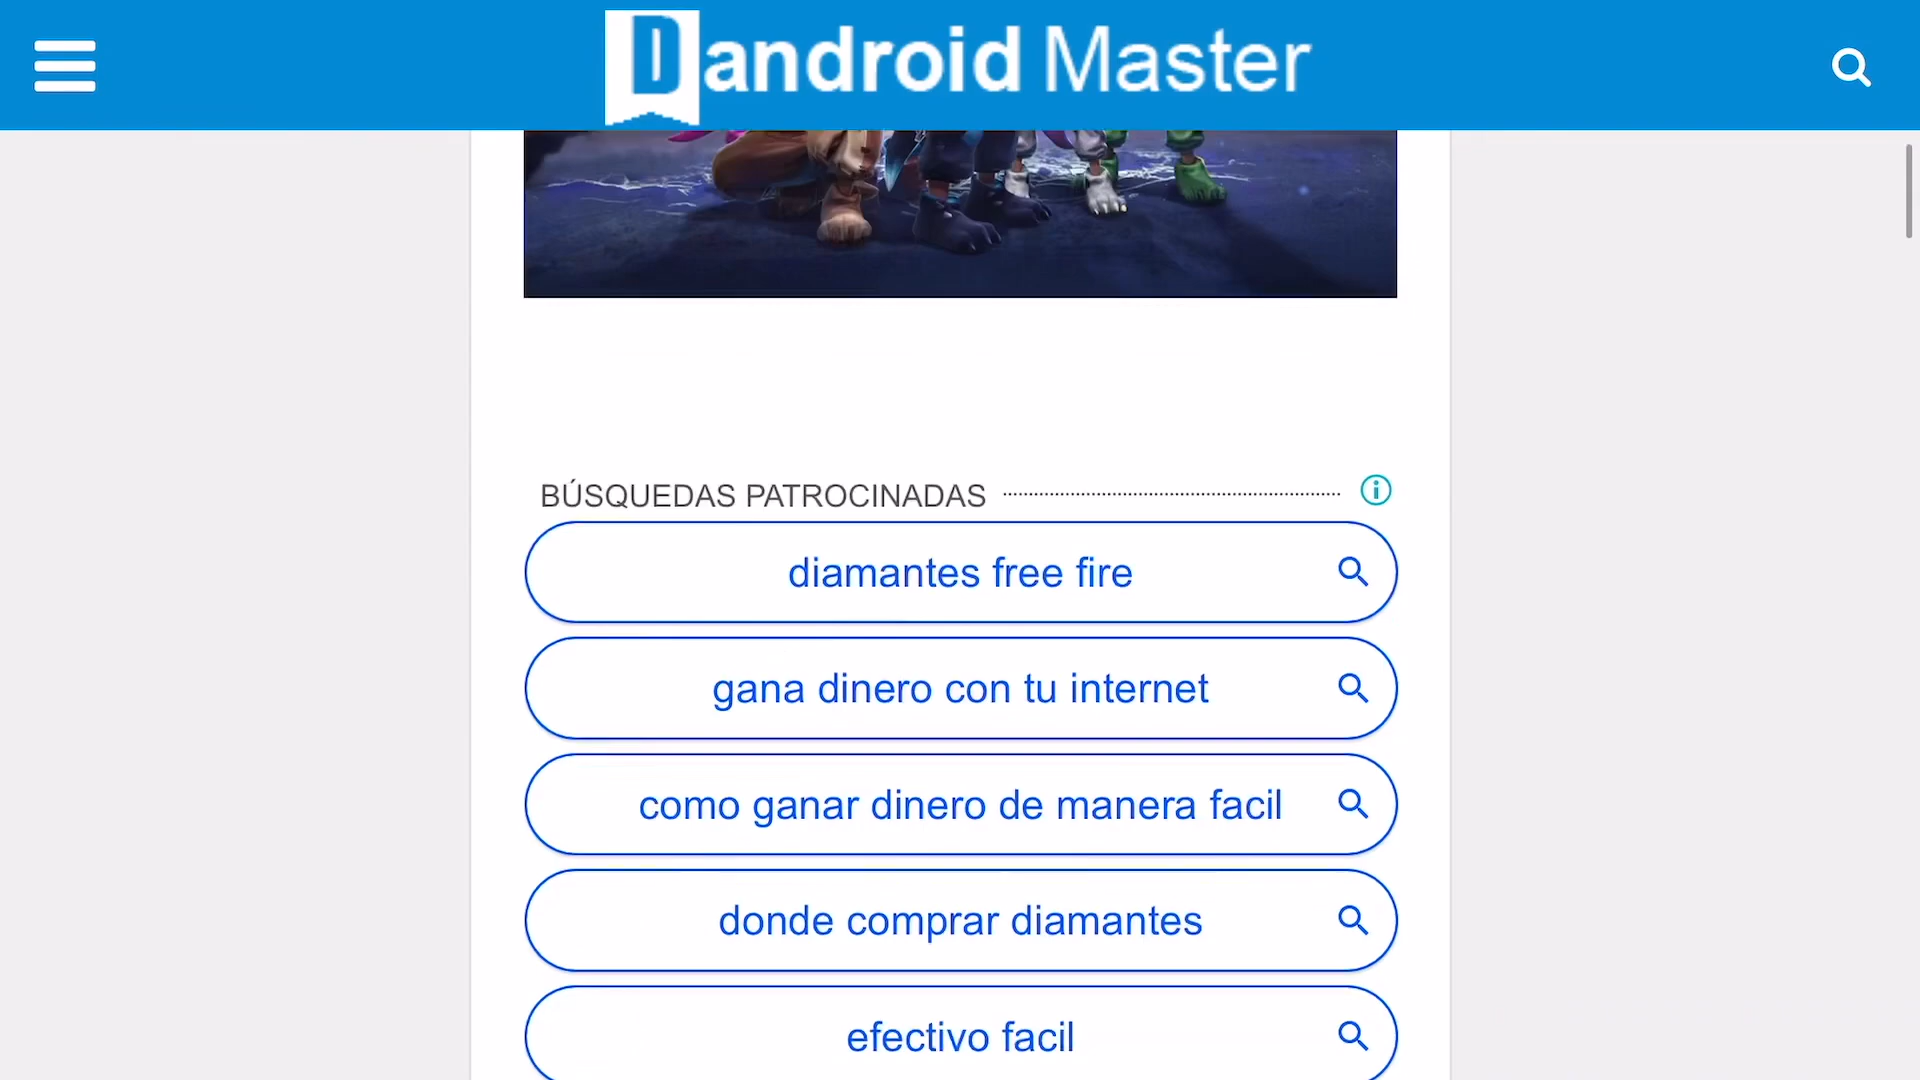 Dandroid Master
BÚSQUEDAS PATROCINADAS
diamantes free fire
gana dinero con tu internet
como ganar dinero de manera facil
donde comprar diamantes
efectivo facil